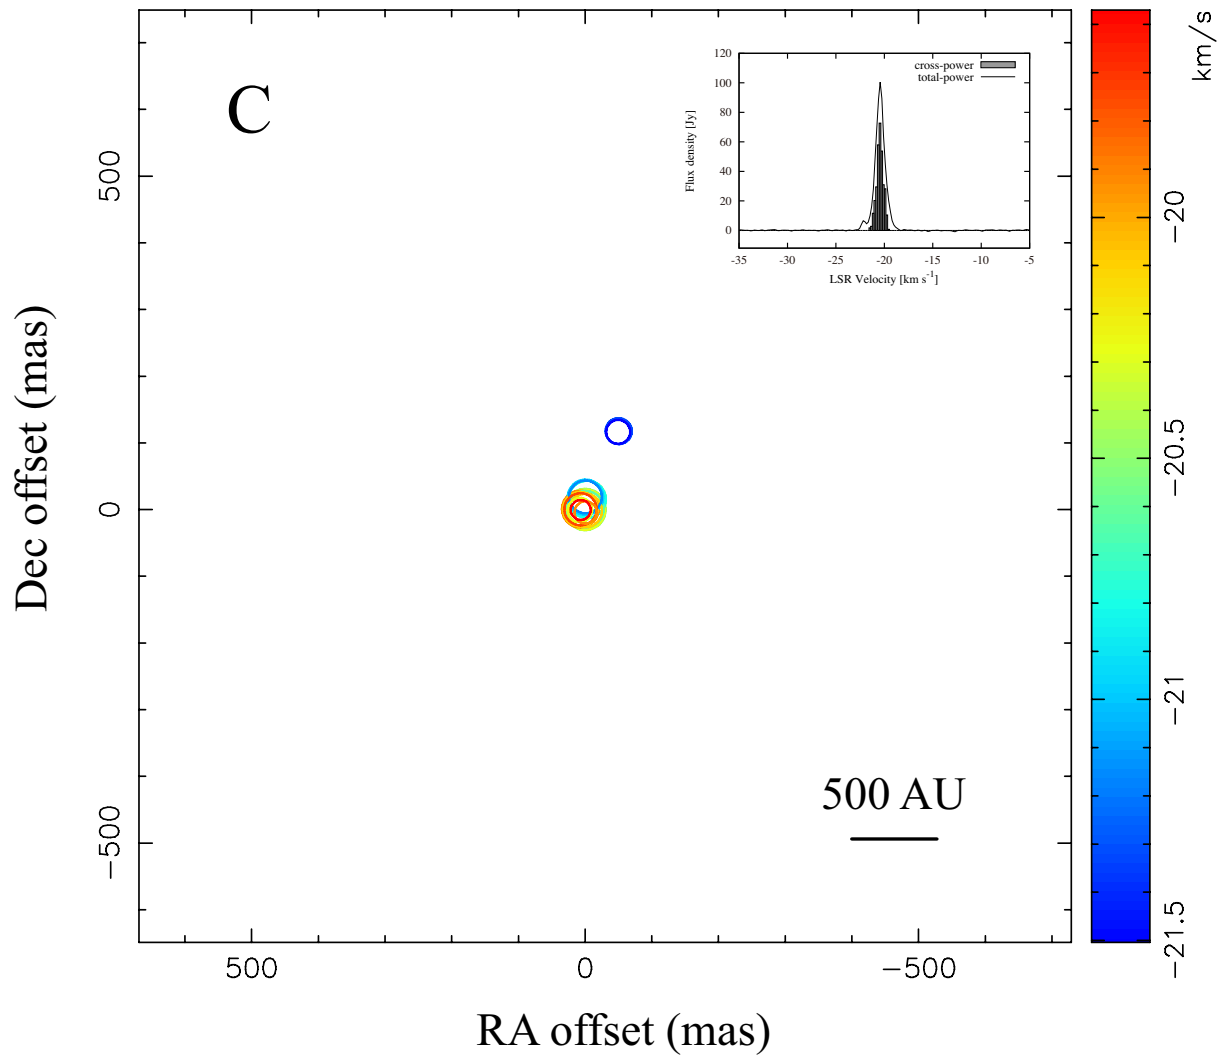 C
120
100
80
60
40
20
0
Flux density [Jy]
cross-power
total-power
-35 -30 -25 -20 -15 -10 -5
LSR Velocity [km s-1]
km/s
−20
−20.5
−21
−21.5
500
0
−500
Dec offset (mas)
500 AU
500 0 −500
RA offset (mas)